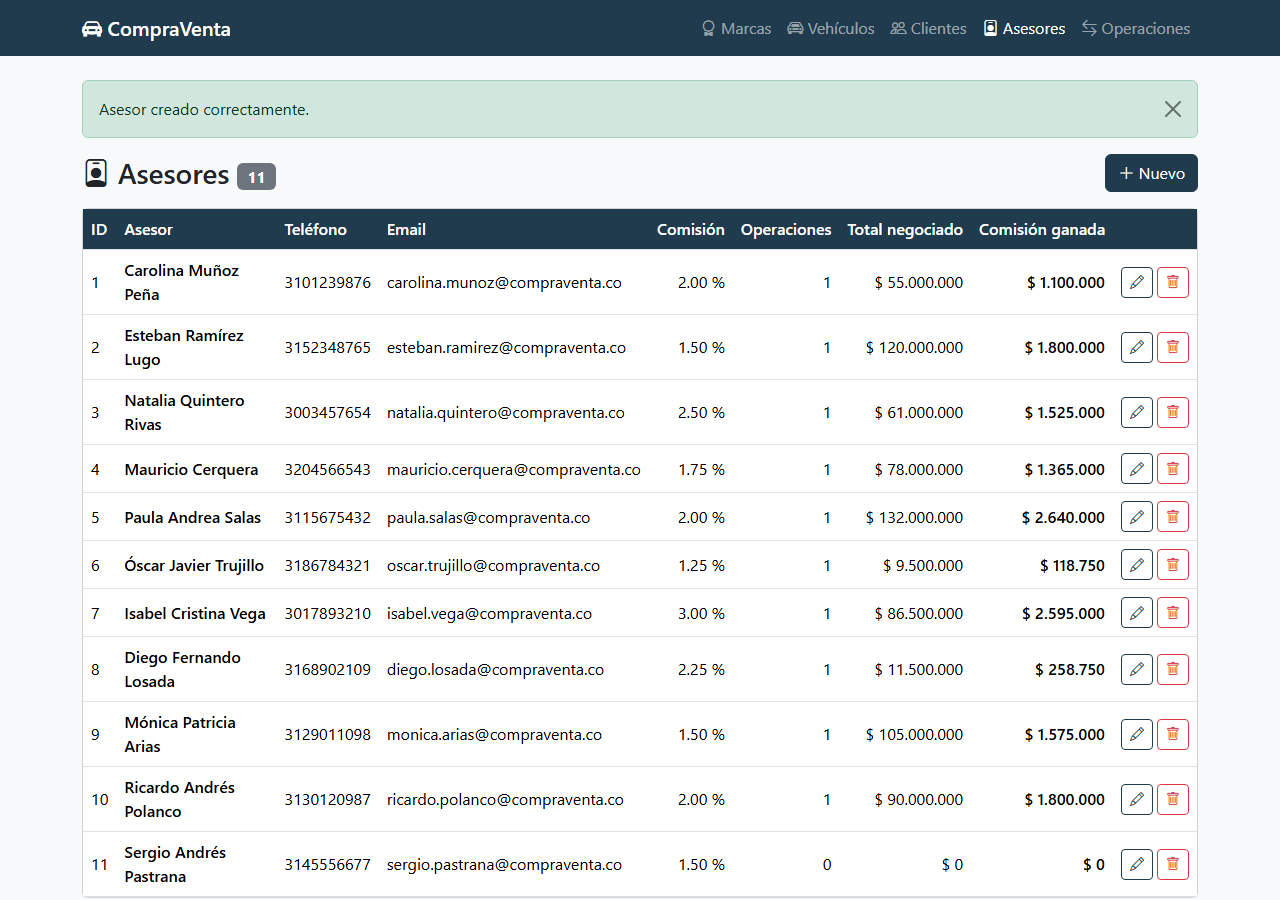 CompraVenta Marcas Vehículos Clientes Asesores Operaciones
Asesor creado correctamente.
Asesores 11 Nuevo
ID Asesor Teléfono Email Comisión Operaciones Total negociado Comisión ganada
1 Carolina Muñoz Peña 3101239876 carolina.munoz@compraventa.co 2.00 % 1 $ 55.000.000 $ 1.100.000
2 Esteban Ramírez Lugo 3152348765 esteban.ramirez@compraventa.co 1.50 % 1 $ 120.000.000 $ 1.800.000
3 Natalia Quintero Rivas 3003457654 natalia.quintero@compraventa.co 2.50 % 1 $ 61.000.000 $ 1.525.000
4 Mauricio Cerquera 3204566543 mauricio.cerquera@compraventa.co 1.75 % 1 $ 78.000.000 $ 1.365.000
5 Paula Andrea Salas 3115675432 paula.salas@compraventa.co 2.00 % 1 $ 132.000.000 $ 2.640.000
6 Óscar Javier Trujillo 3186784321 oscar.trujillo@compraventa.co 1.25 % 1 $ 9.500.000 $ 118.750
7 Isabel Cristina Vega 3017893210 isabel.vega@compraventa.co 3.00 % 1 $ 86.500.000 $ 2.595.000
8 Diego Fernando Losada 3168902109 diego.losada@compraventa.co 2.25 % 1 $ 11.500.000 $ 258.750
9 Mónica Patricia Arias 3129011098 monica.arias@compraventa.co 1.50 % 1 $ 105.000.000 $ 1.575.000
10 Ricardo Andrés Polanco 3130120987 ricardo.polanco@compraventa.co 2.00 % 1 $ 90.000.000 $ 1.800.000
11 Sergio Andrés Pastrana 3145556677 sergio.pastrana@compraventa.co 1.50 % 0 $ 0 $ 0